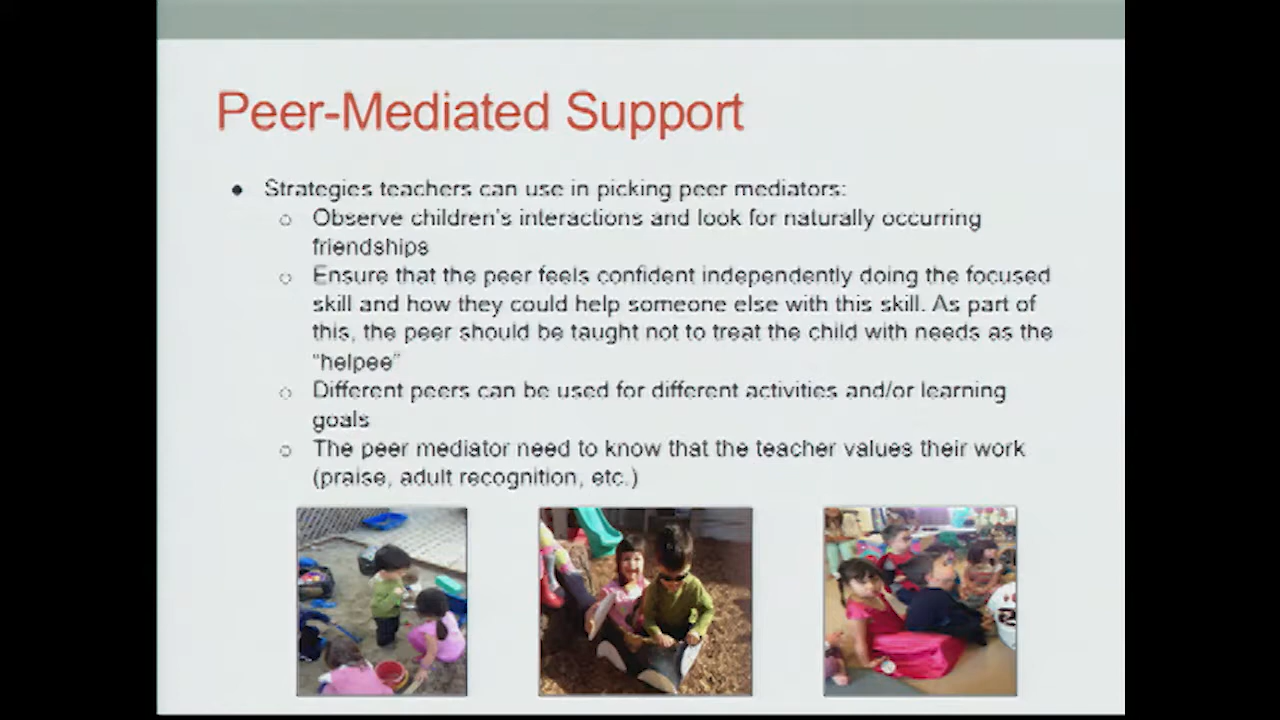 Peer-Mediated Support
● Strategies teachers can use in picking peer mediators:
○ Observe children's interactions and look for naturally occurring
friendships
○ Ensure that the peer feels confident independently doing the focused
skill and how they could help someone else with this skill. As part of
this, the peer should be taught not to treat the child with needs as the
"helpee"
○ Different peers can be used for different activities and/or learning
goals
○ The peer mediator need to know that the teacher values their work
(praise, adult recognition, etc.)